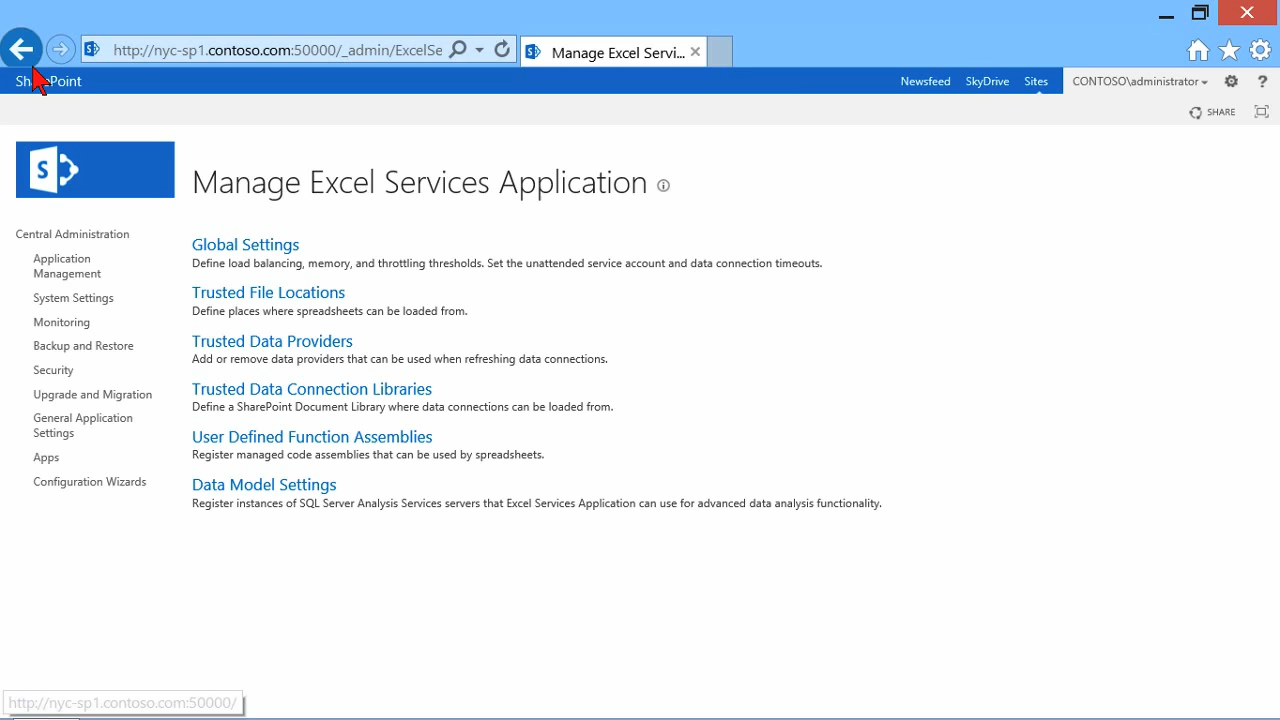 http://nyc-sp1.contoso.com:50000/_admin/ExcelSe
Manage Excel Servi...
SharePoint
Newsfeed
SkyDrive
Sites
CONTOSO\administrator
?
SHARE
S
Manage Excel Services Application
Central Administration
Application
Management
System Settings
Monitoring
Backup and Restore
Security
Upgrade and Migration
General Application
Settings
Apps
Configuration Wizards
Global Settings
Define load balancing, memory, and throttling thresholds. Set the unattended service account and data connection timeouts.
Trusted File Locations
Define places where spreadsheets can be loaded from.
Trusted Data Providers
Add or remove data providers that can be used when refreshing data connections.
Trusted Data Connection Libraries
Define a SharePoint Document Library where data connections can be loaded from.
User Defined Function Assemblies
Register managed code assemblies that can be used by spreadsheets.
Data Model Settings
Register instances of SQL Server Analysis Services servers that Excel Services Application can use for advanced data analysis functionality.
http://nyc-sp1.contoso.com:50000/